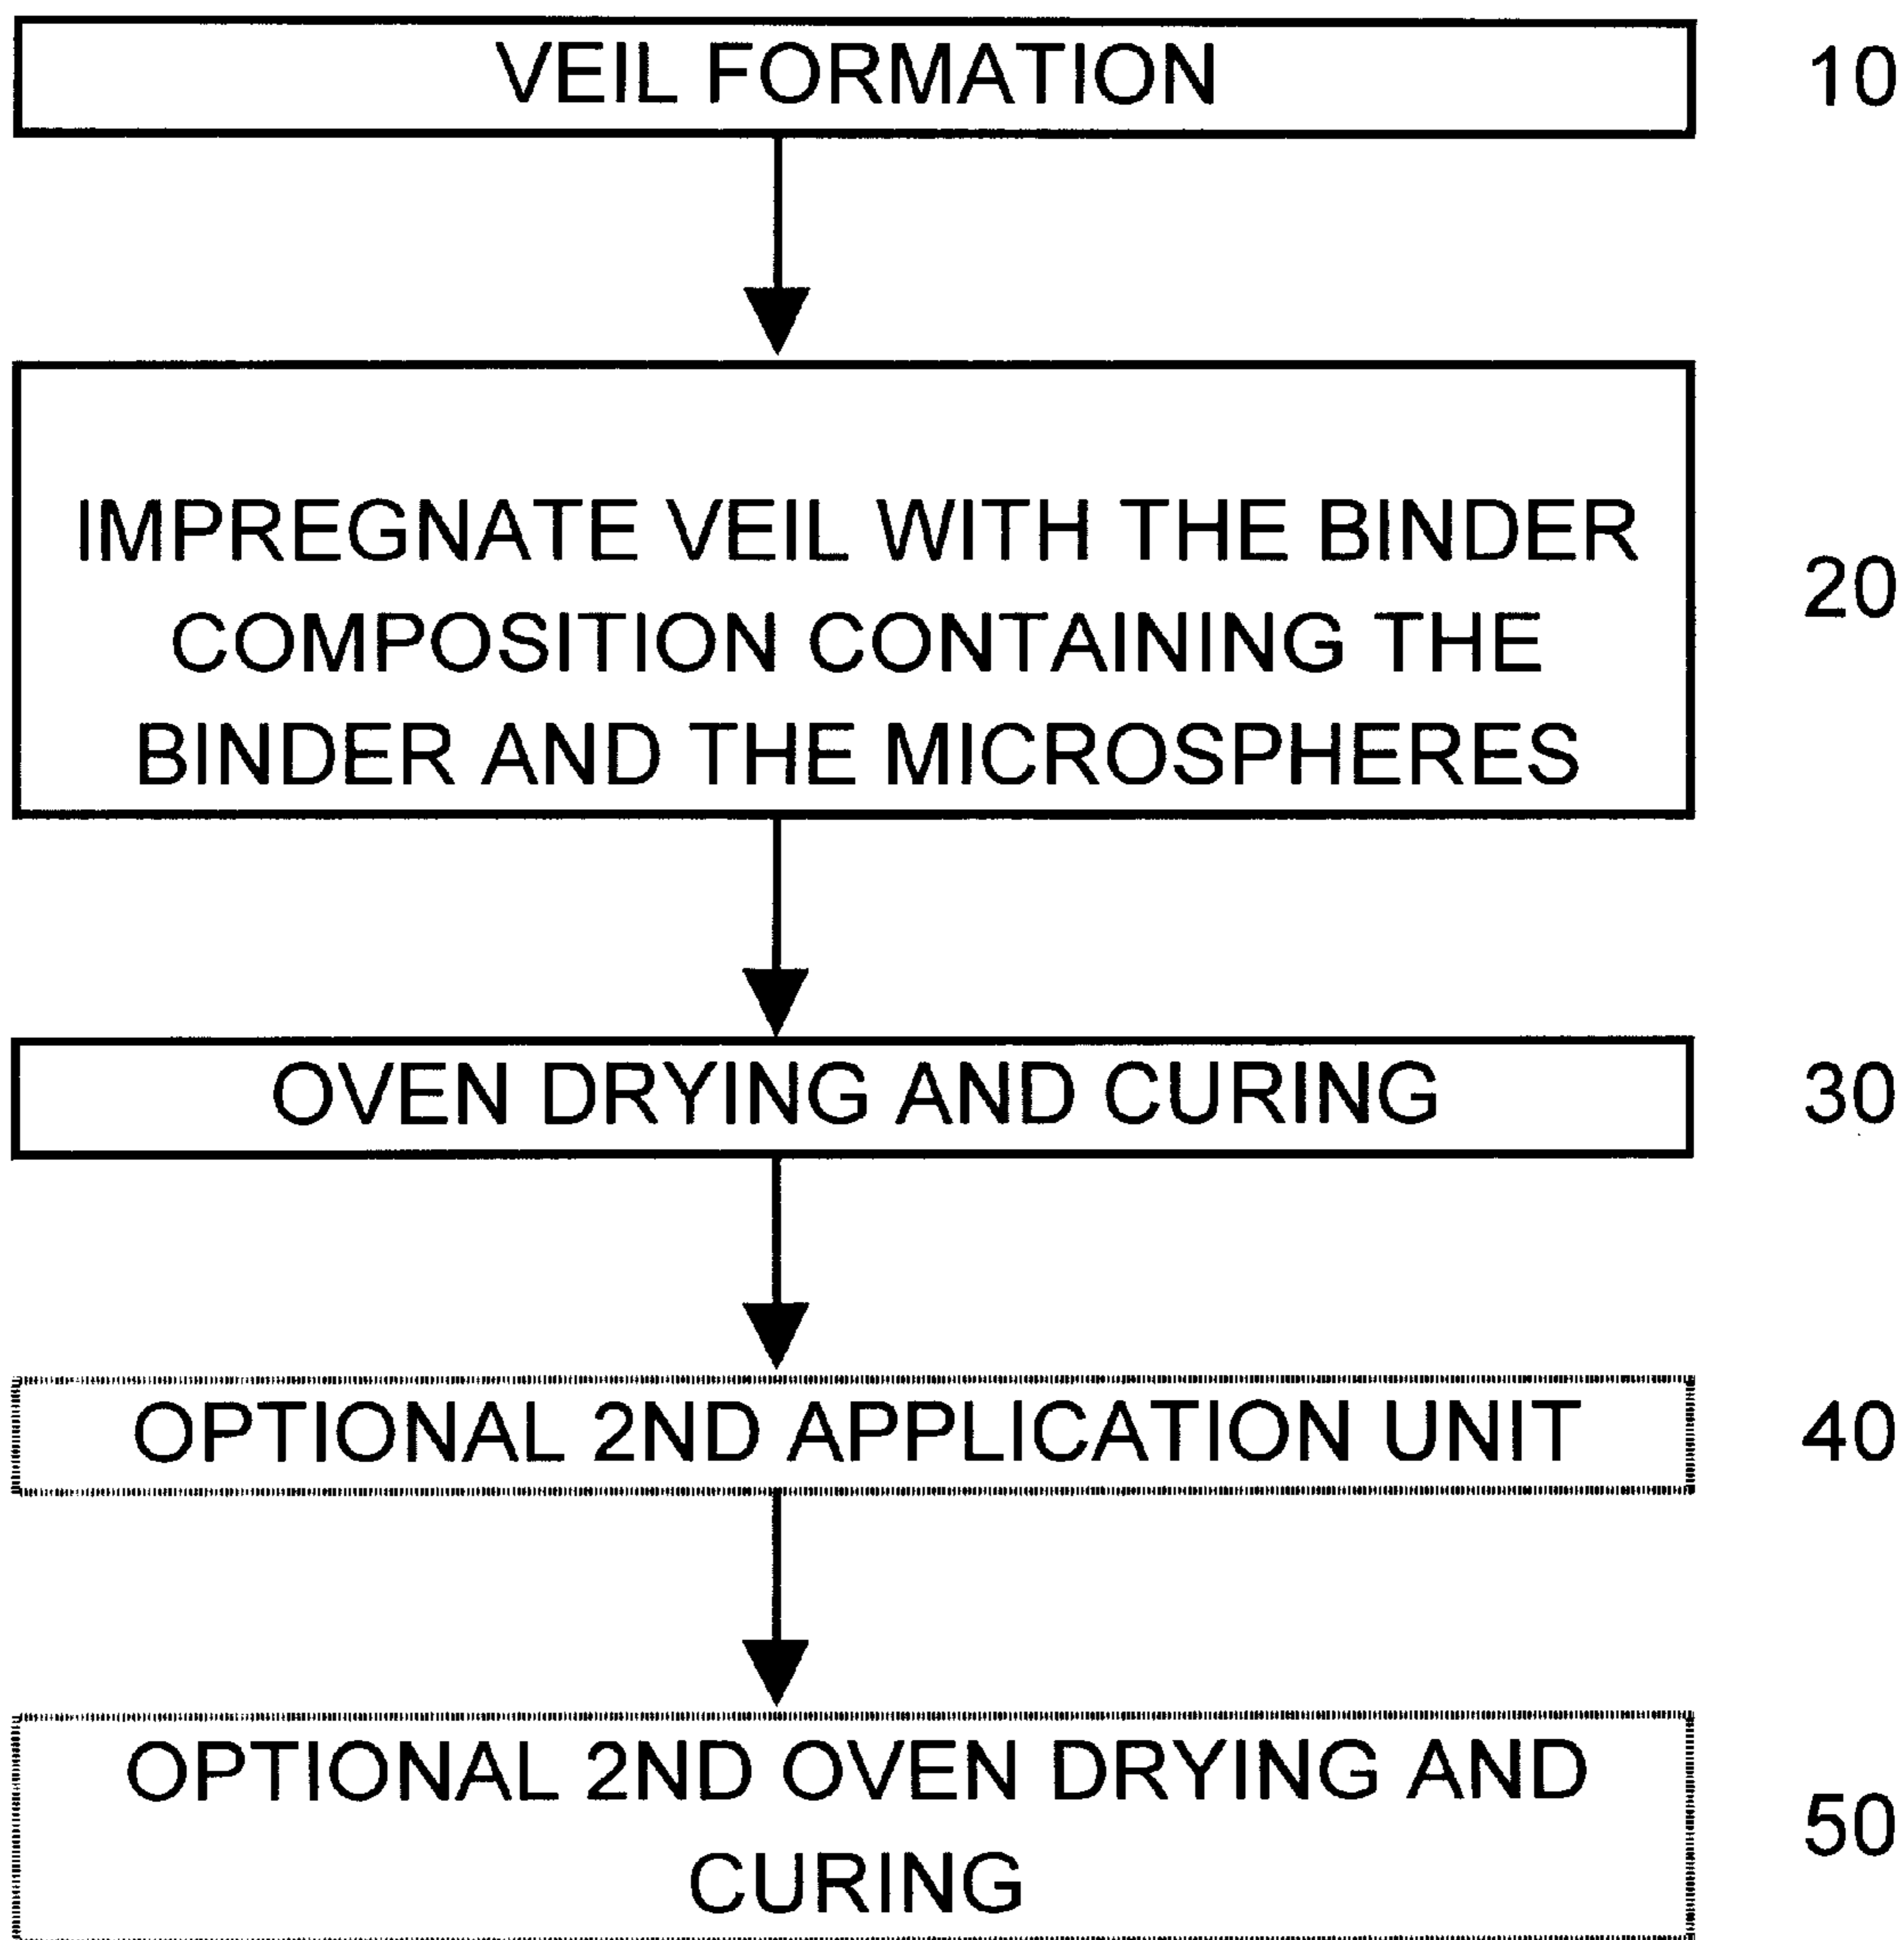 VEIL FORMATION
10
IMPREGNATE VEIL WITH THE BINDER
COMPOSITION CONTAINING THE
BINDER AND THE MICROSPHERES
20
OVEN DRYING AND CURING
30
OPTIONAL 2ND APPLICATION UNIT
40
OPTIONAL 2ND OVEN DRYING AND
CURING
50